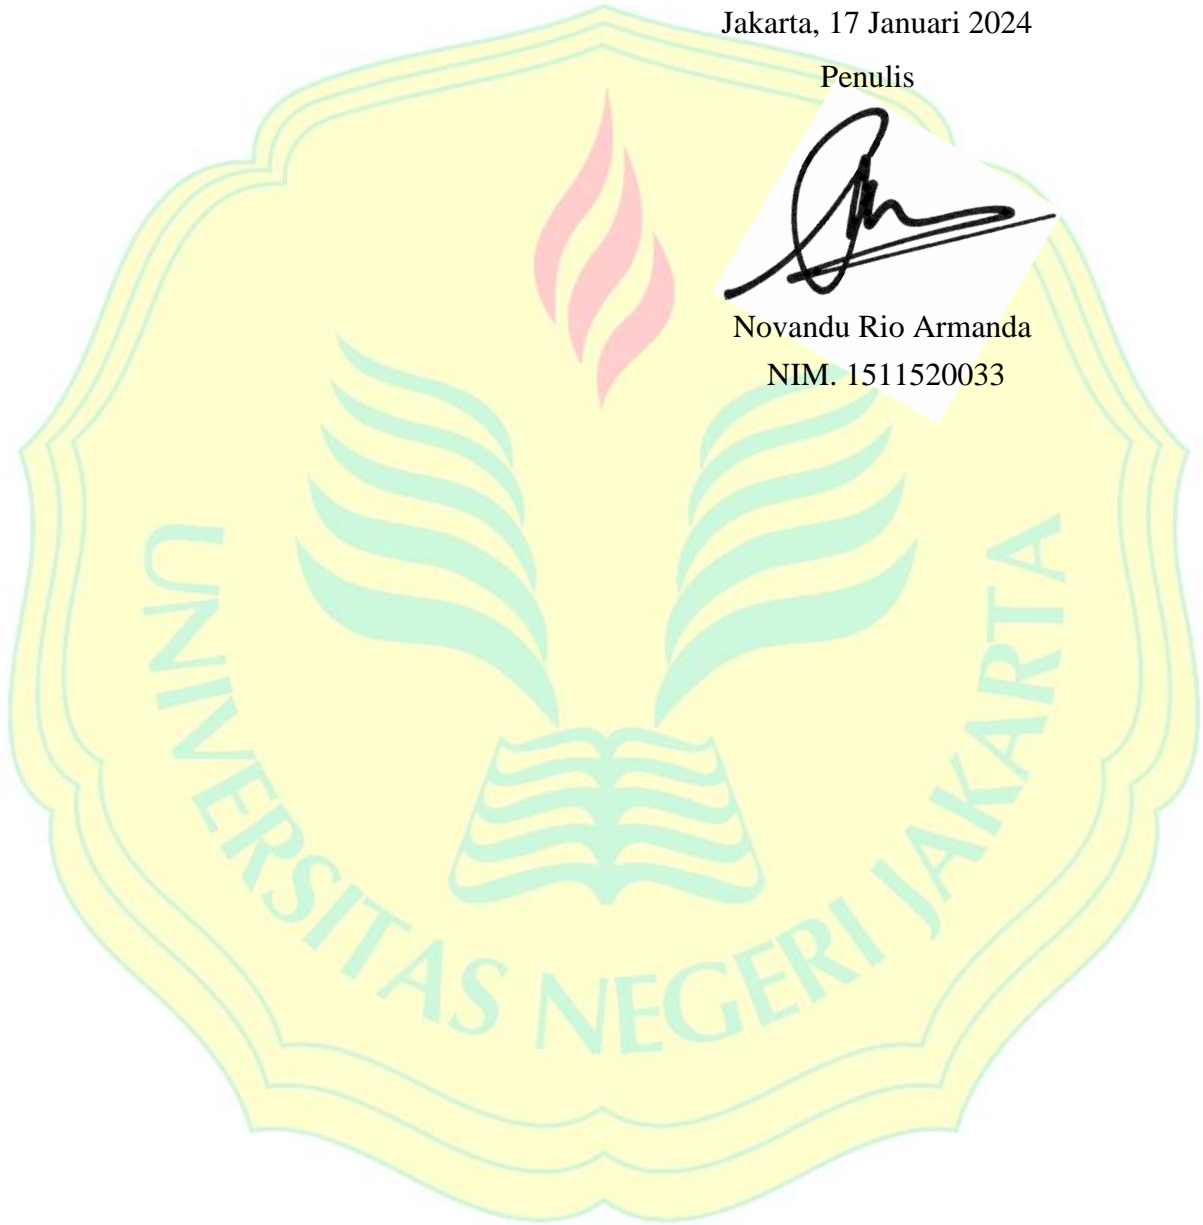 Jakarta, 17 Januari 2024
Penulis
Novandu Rio Armanda
NIM. 1511520033
UNIVERSITAS NEGERI JAKARTA